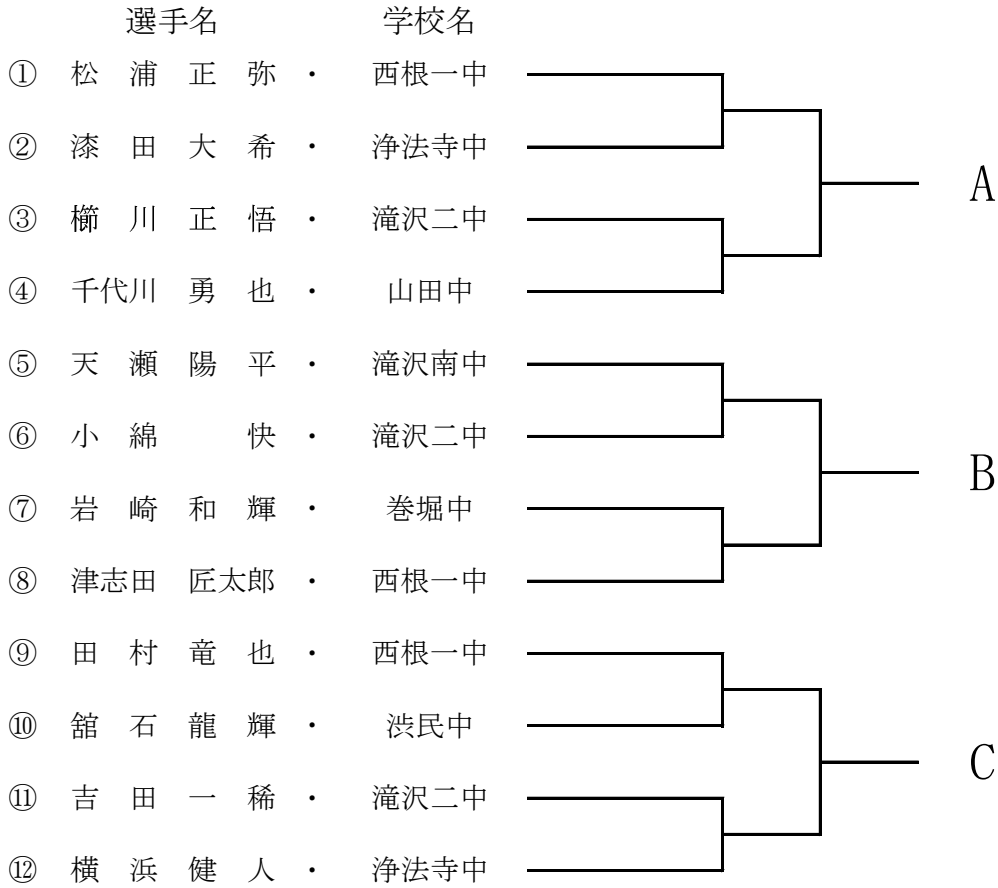 選手名 学校名
① 松浦正弥・ 西根一中
② 漆田大希・ 浄法寺中
③ 櫛川正悟・ 滝沢二中
④ 千代川勇也・ 山田中
A
⑤ 天瀬陽平・ 滝沢南中
⑥ 小綿 快・ 滝沢二中
⑦ 岩崎和輝・ 巻堀中
⑧ 津志田匠太郎・ 西根一中
B
⑨ 田村竜也・ 西根一中
⑩ 舘石龍輝・ 渋民中
⑪ 吉田一稀・ 滝沢二中
⑫ 横浜健人・ 浄法寺中
C